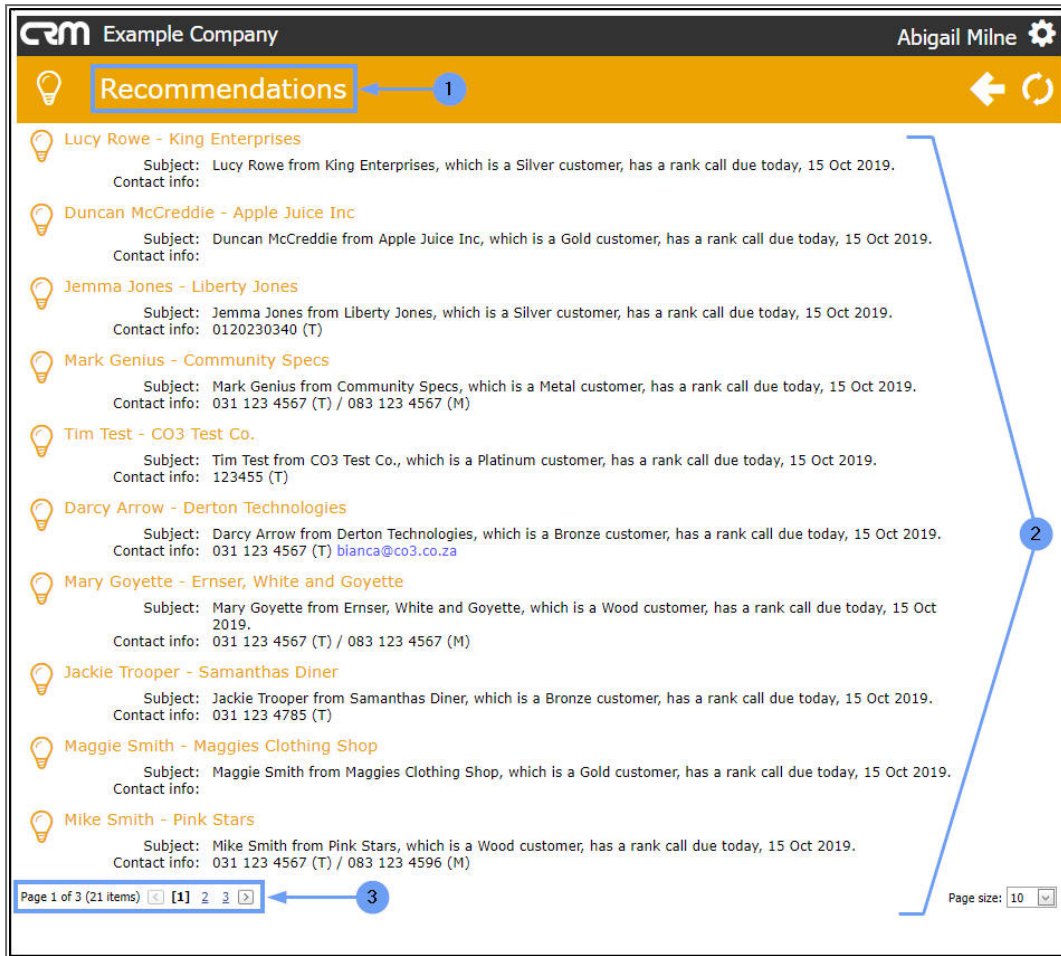 CRM Example Company
Abigail Milne
Recommendations
1
Lucy Rowe - King Enterprises
Subject: Lucy Rowe from King Enterprises, which is a Silver customer, has a rank call due today, 15 Oct 2019.
Contact info:
Duncan McCreddie - Apple Juice Inc
Subject: Duncan McCreddie from Apple Juice Inc, which is a Gold customer, has a rank call due today, 15 Oct 2019.
Contact info:
Jemma Jones - Liberty Jones
Subject: Jemma Jones from Liberty Jones, which is a Silver customer, has a rank call due today, 15 Oct 2019.
Contact info: 0120230340 (T)
Mark Genius - Community Specs
Subject: Mark Genius from Community Specs, which is a Metal customer, has a rank call due today, 15 Oct 2019.
Contact info: 031 123 4567 (T) / 083 123 4567 (M)
Tim Test - CO3 Test Co.
Subject: Tim Test from CO3 Test Co., which is a Platinum customer, has a rank call due today, 15 Oct 2019.
Contact info: 123455 (T)
Darcy Arrow - Derton Technologies
Subject: Darcy Arrow from Derton Technologies, which is a Bronze customer, has a rank call due today, 15 Oct 2019.
2
Contact info: 031 123 4567 (T) bianca@co3.co.za
Mary Goyette - Ernser, White and Goyette
Subject: Mary Goyette from Ernser, White and Goyette, which is a Wood customer, has a rank call due today, 15 Oct
2019.
Contact info: 031 123 4567 (T) / 083 123 4567 (M)
Jackie Trooper - Samanthas Diner
Subject: Jackie Trooper from Samanthas Diner, which is a Bronze customer, has a rank call due today, 15 Oct 2019.
Contact info: 031 123 4785 (T)
Maggie Smith - Maggies Clothing Shop
Subject: Maggie Smith from Maggies Clothing Shop, which is a Gold customer, has a rank call due today, 15 Oct 2019.
Contact info:
Mike Smith - Pink Stars
Subject: Mike Smith from Pink Stars, which is a Wood customer, has a rank call due today, 15 Oct 2019.
Contact info: 031 123 4567 (T) / 083 123 4596 (M)
Page 1 of 3 (21 items) < [1] 2 3 >
3
Page size: 10